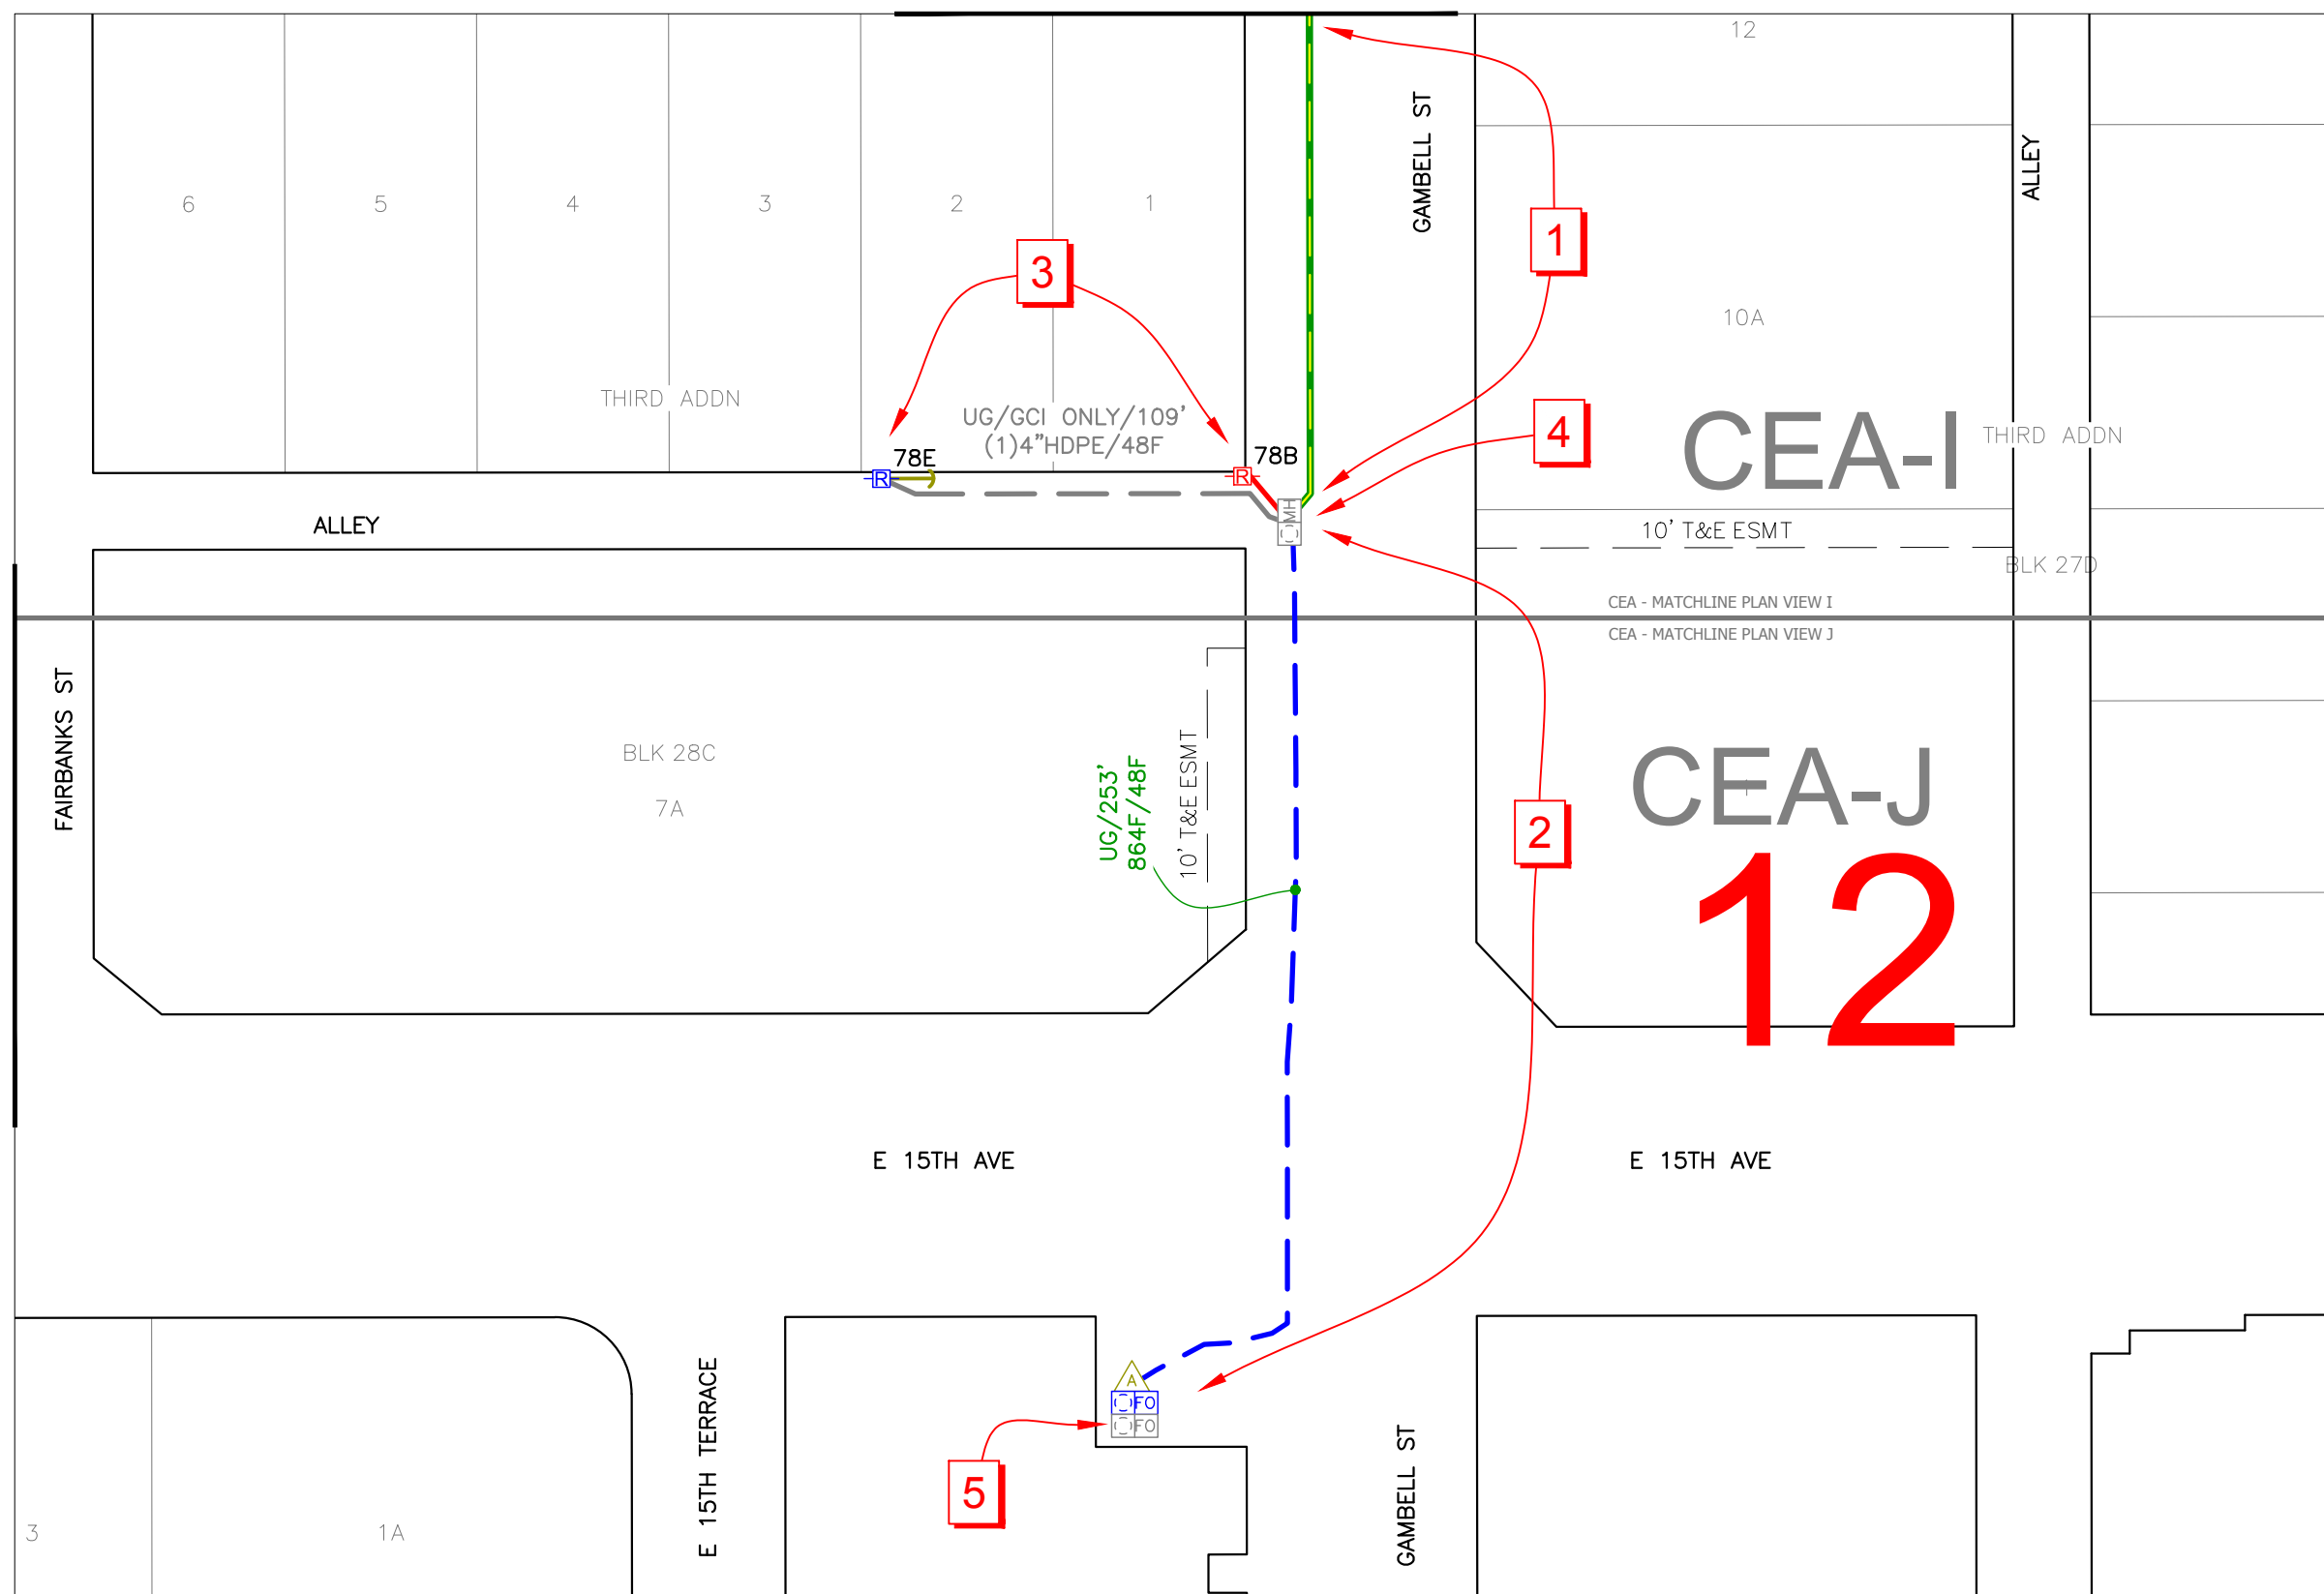 12
GAMBELL ST
ALLEY
6
5
4
3
2
1
1
3
10A
THIRD ADDN
UG/GCI ONLY/109'
(1)4"HDPE/48F
4
CEA-I
THIRD ADDN
78E
78B
R
R
MH
ALLEY
10' T&E ESMT
BLK 27D
CEA - MATCHLINE PLAN VIEW I
CEA - MATCHLINE PLAN VIEW J
FAIRBANKS ST
BLK 28C
7A
UG/253'
864F/48F
10' T&E ESMT
CEA-J
2
12
E 15TH AVE
E 15TH AVE
A
FO
FO
5
E 15TH TERRACE
GAMBELL ST
3
1A